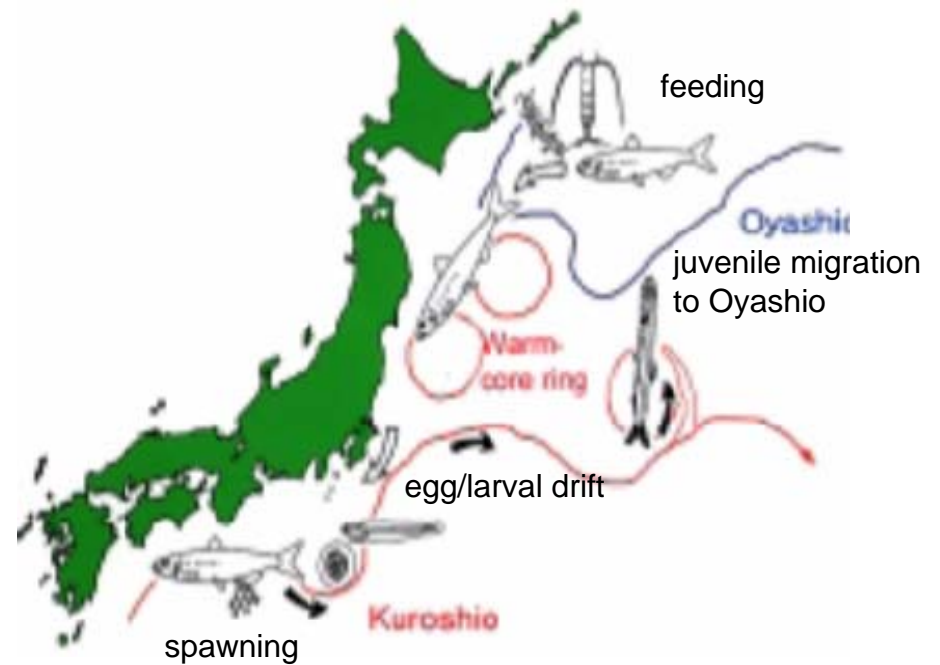 feeding
Oyashio
juvenile migration
to Oyashio
Warm-
core ring
egg/larval drift
Kuroshio
spawning